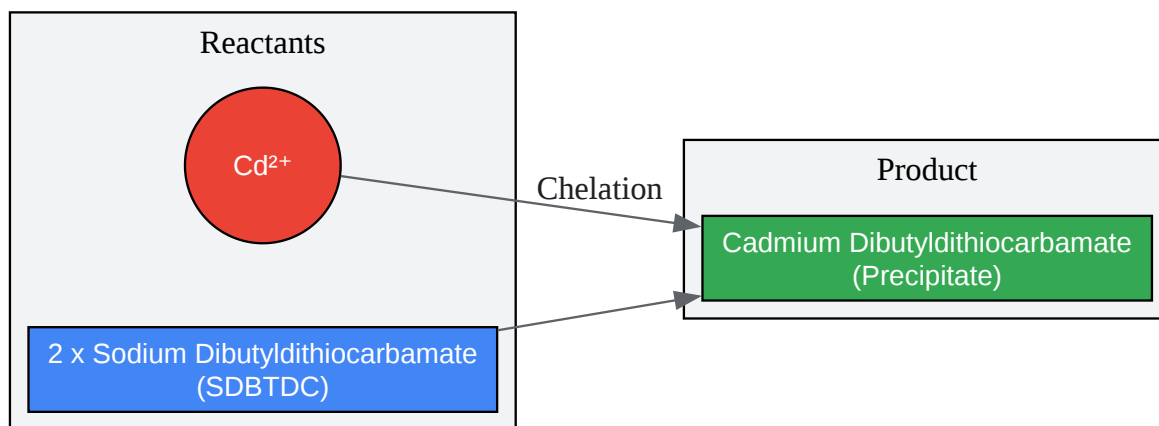 Reactants
Cd²⁺
Chelation
Product
Cadmium Dibutyldithiocarbamate
(Precipitate)
2 x Sodium Dibutyldithiocarbamate
(SDBTDC)